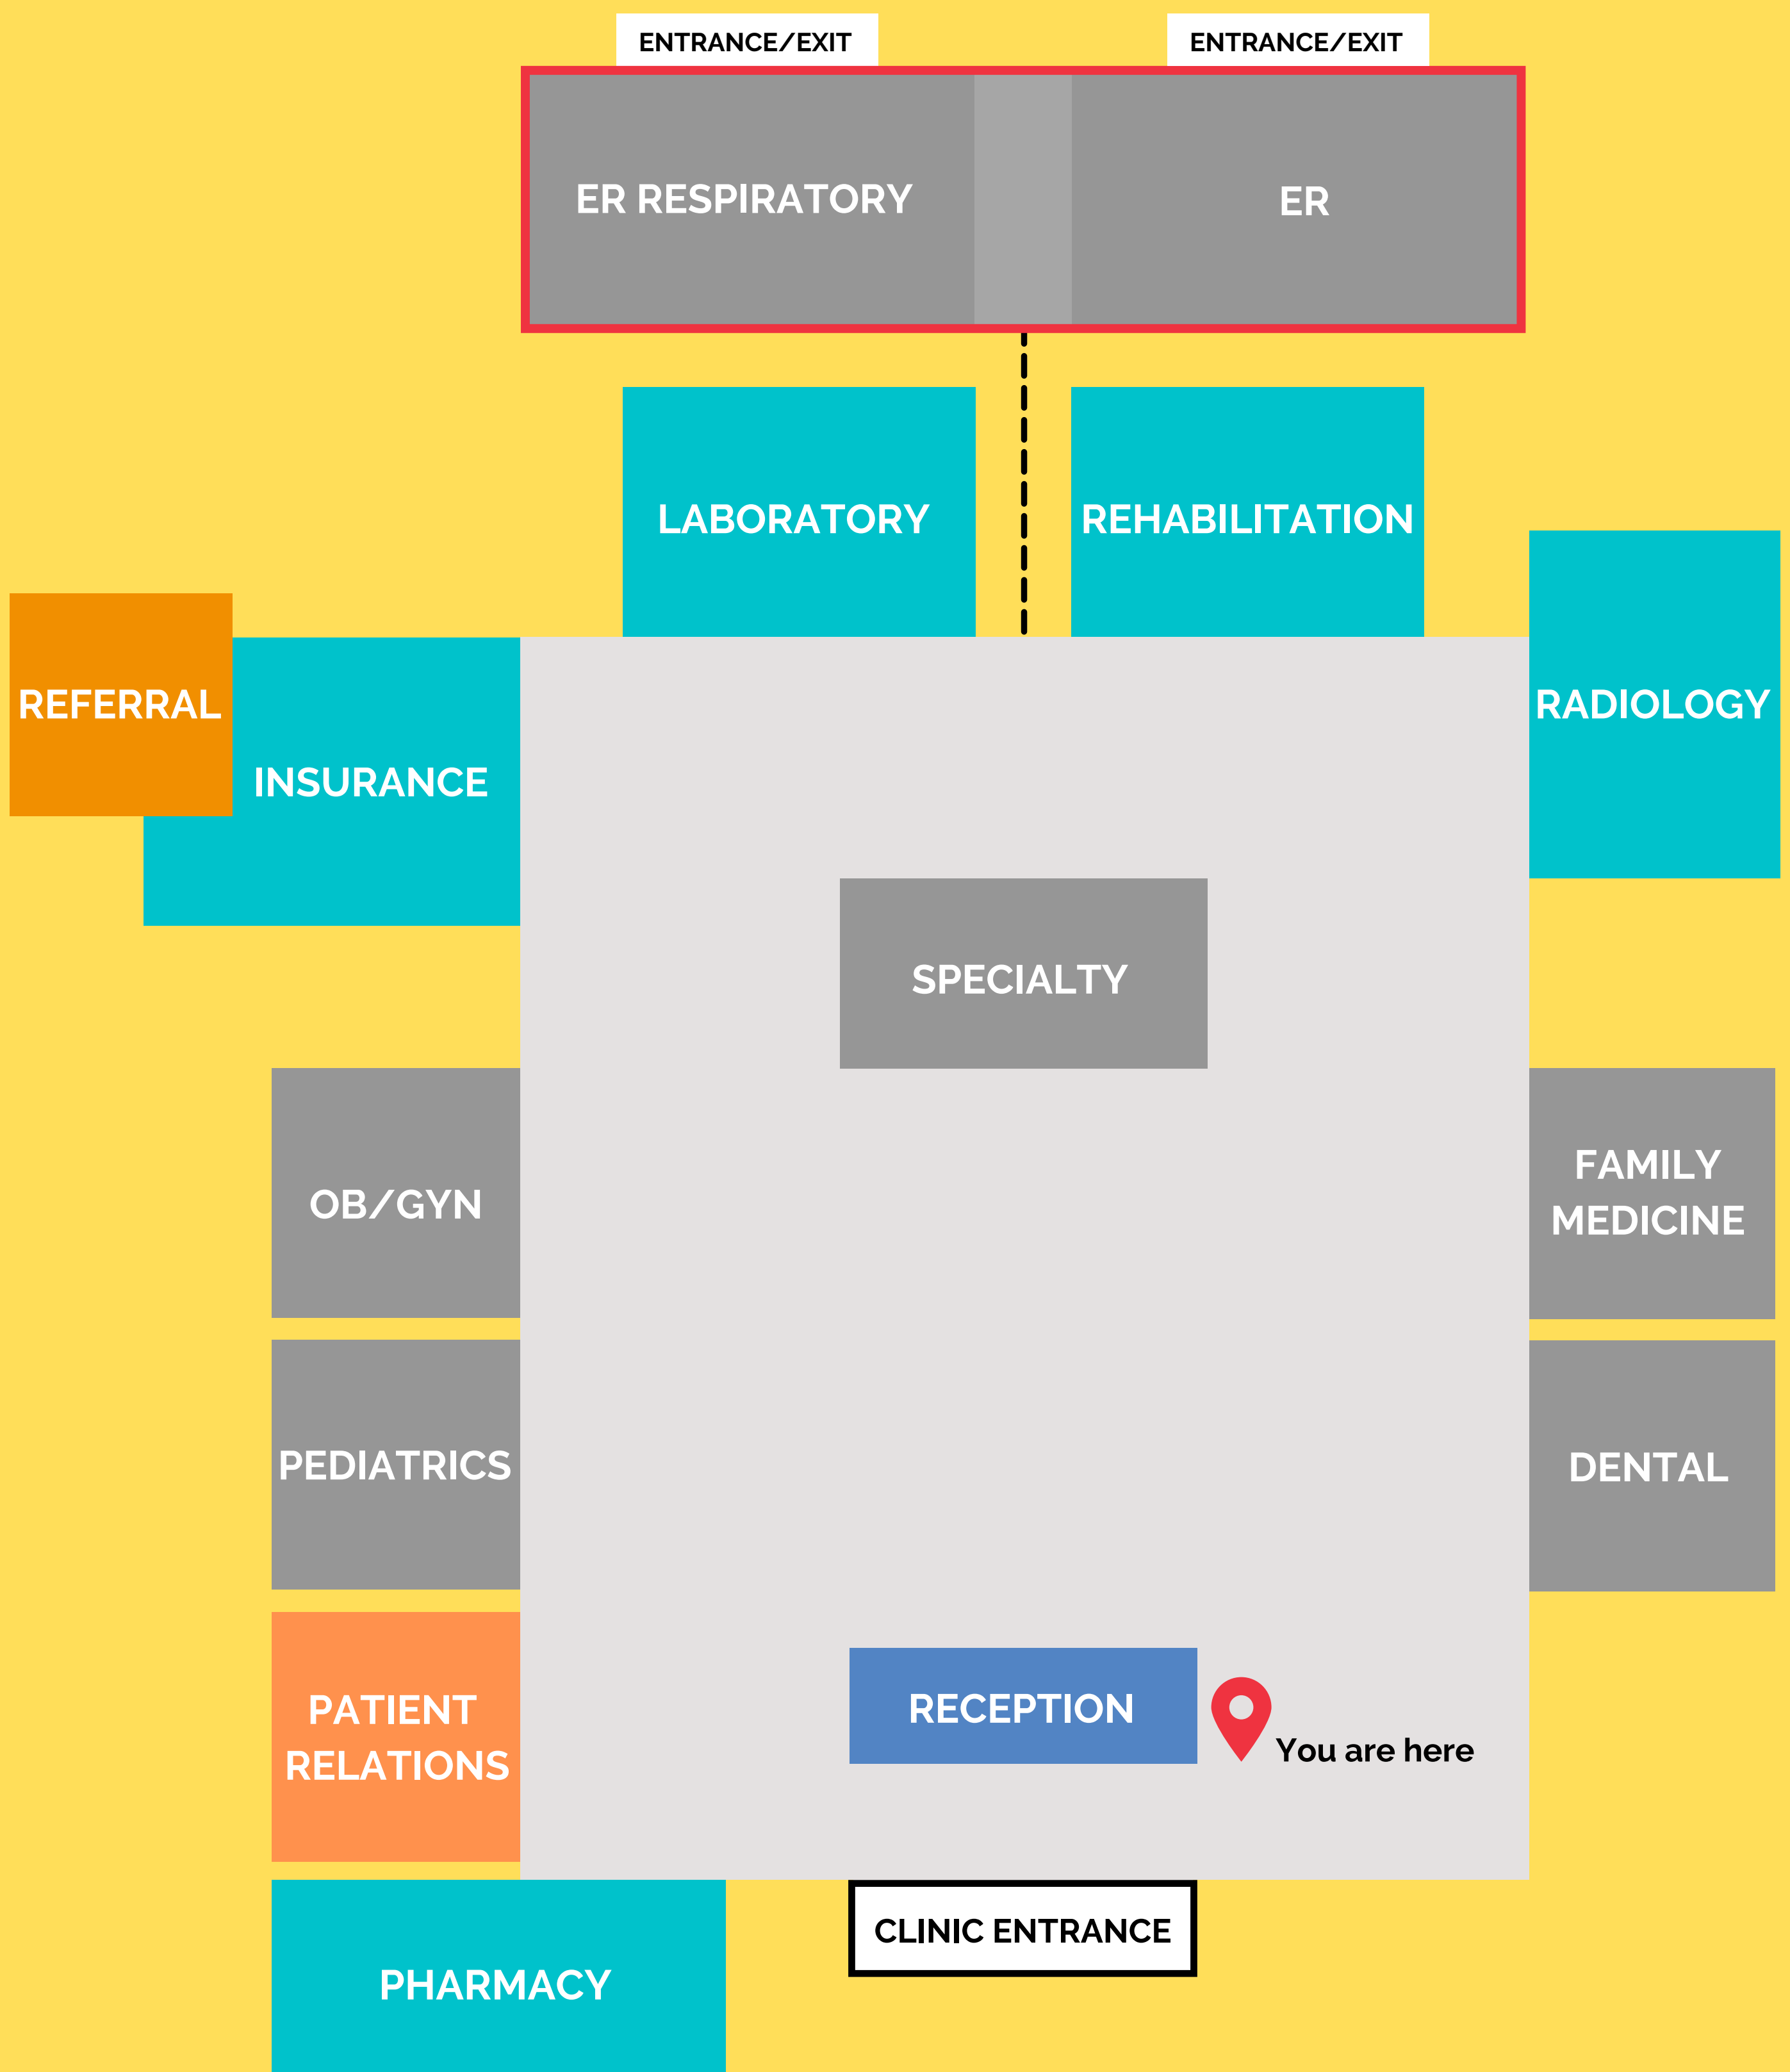 ENTRANCE/EXIT
ENTRANCE/EXIT
ER RESPIRATORY
ER
LABORATORY
REHABILITATION
REFERRAL
RADIOLOGY
INSURANCE
SPECIALTY
OB/GYN
FAMILY
MEDICINE
PEDIATRICS
DENTAL
PATIENT
RELATIONS
RECEPTION
You are here
CLINIC ENTRANCE
PHARMACY